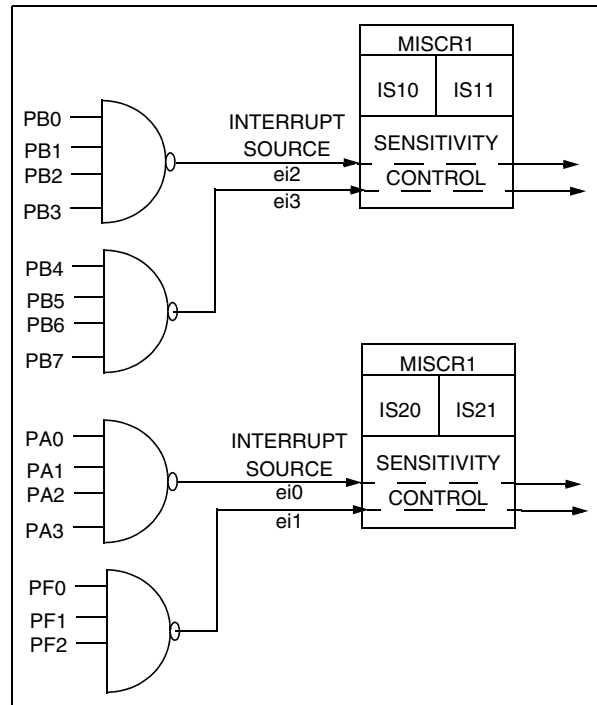 MISCR1
IS10 IS11
SENSITIVITY
CONTROL
INTERRUPT
SOURCE
ei2
ei3
PB0
PB1
PB2
PB3
PB4
PB5
PB6
PB7
MISCR1
IS20 IS21
SENSITIVITY
CONTROL
INTERRUPT
SOURCE
ei0
ei1
PA0
PA1
PA2
PA3
PF0
PF1
PF2